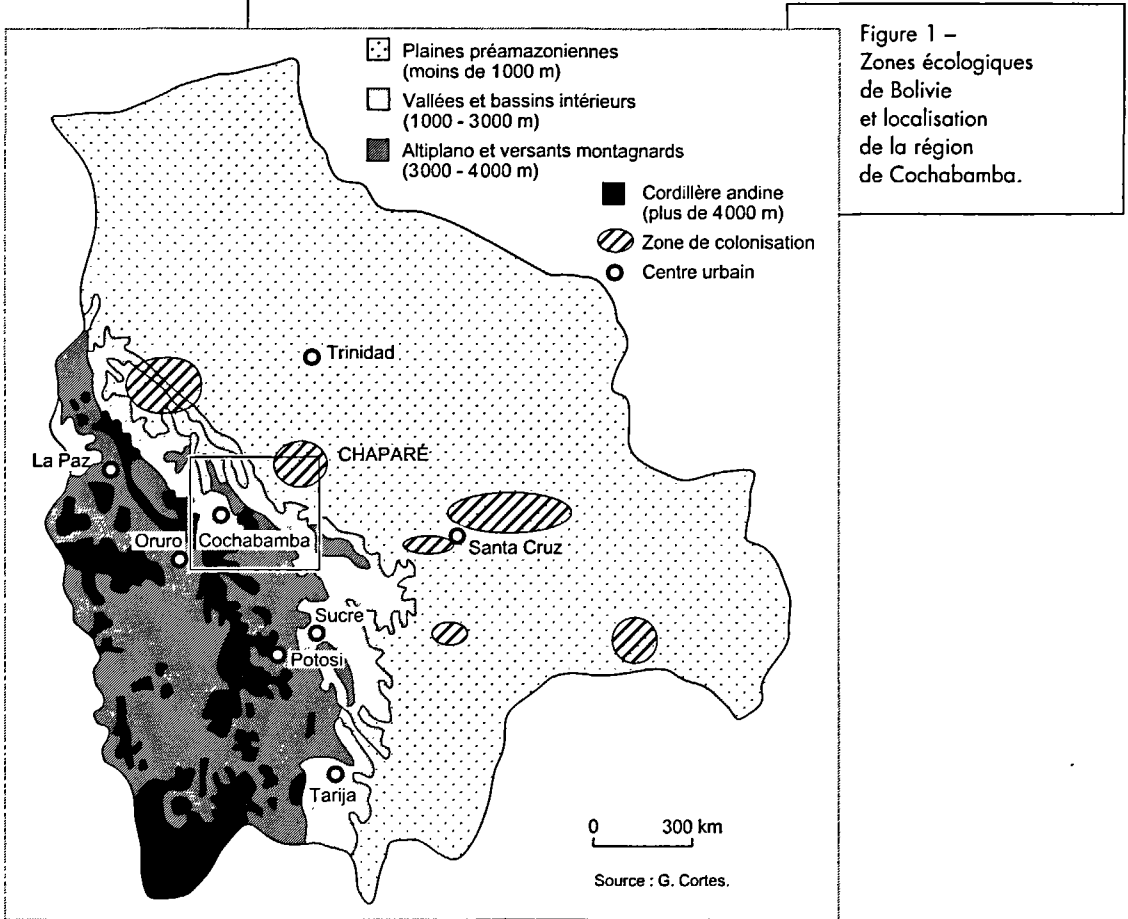 Figure 1 –
Zones écologiques
de Bolivie
et localisation
de la région
de Cochabamba.
Plaines préamazoniennes
(moins de 1000 m)
Vallées et bassins intérieurs
(1000 - 3000 m)
Altiplano et versants montagnards
(3000 - 4000 m)
Cordillère andine
(plus de 4000 m)
Zone de colonisation
Centre urbain
Trinidad
CHAPARÉ
La Paz
Oruro
Cochabamba
Santa Cruz
Sucre
Potosi
Tarija
0 300 km
Source : G. Cortes.